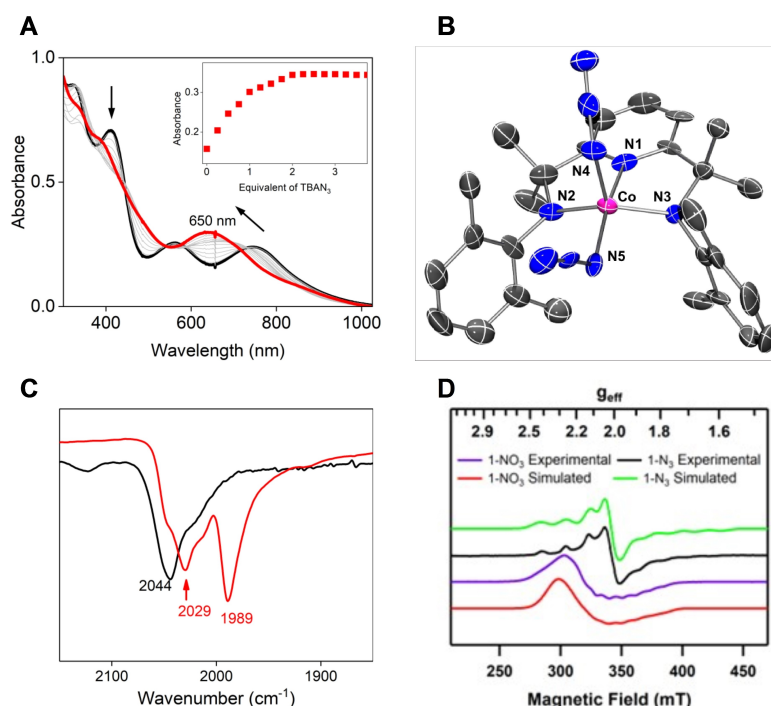 A
1.0
0.5
0.0
Absorbance
400
600
800
1000
Wavelength (nm)
650 nm
Absorbance
0.3
0.2
0
1
2
3
Equivalent of TBAN₃
B
N1
N4
N2
Co
N3
N5
C
2044
2029
1989
2100
2000
1900
Wavenumber (cm⁻¹)
D
g_eff
2.9 2.5 2.2 2.0 1.8 1.6
1-NO₃ Experimental 1-N₃ Experimental
1-NO₃ Simulated 1-N₃ Simulated
250 300 350 400 450
Magnetic Field (mT)